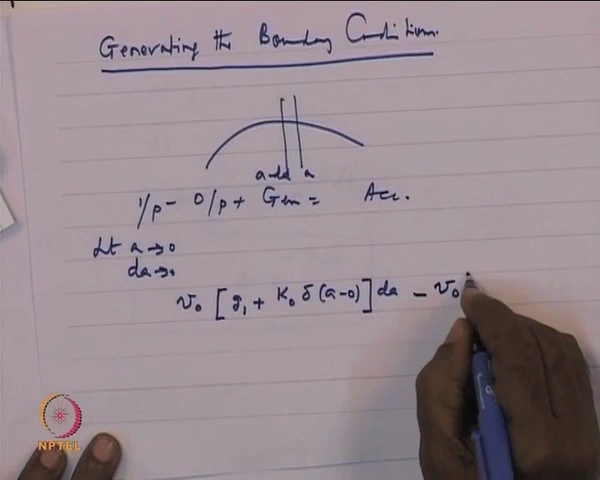 Generating the Boundary Conditions.
a-da a
I/p - O/p + Gen = Acc.
Lt a→0
da→0
v₀ [g₁ + K₀ δ(a-0)] da - v₀
NPTEL